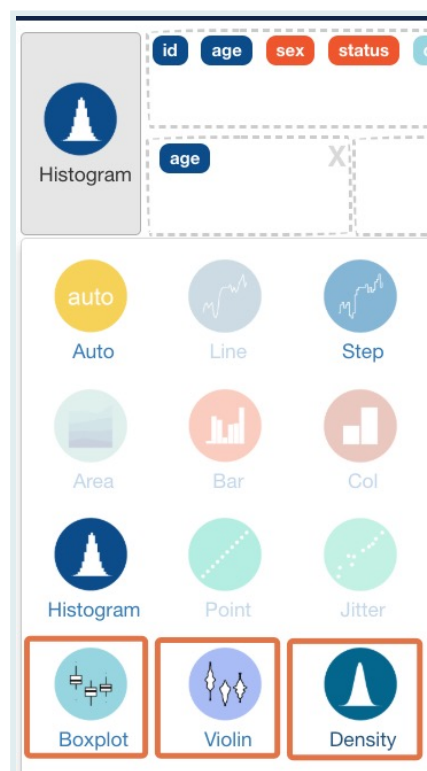 id age sex status
Histogram
age X
auto
Auto Line Step
Area Bar Col
Histogram Point Jitter
Boxplot Violin Density